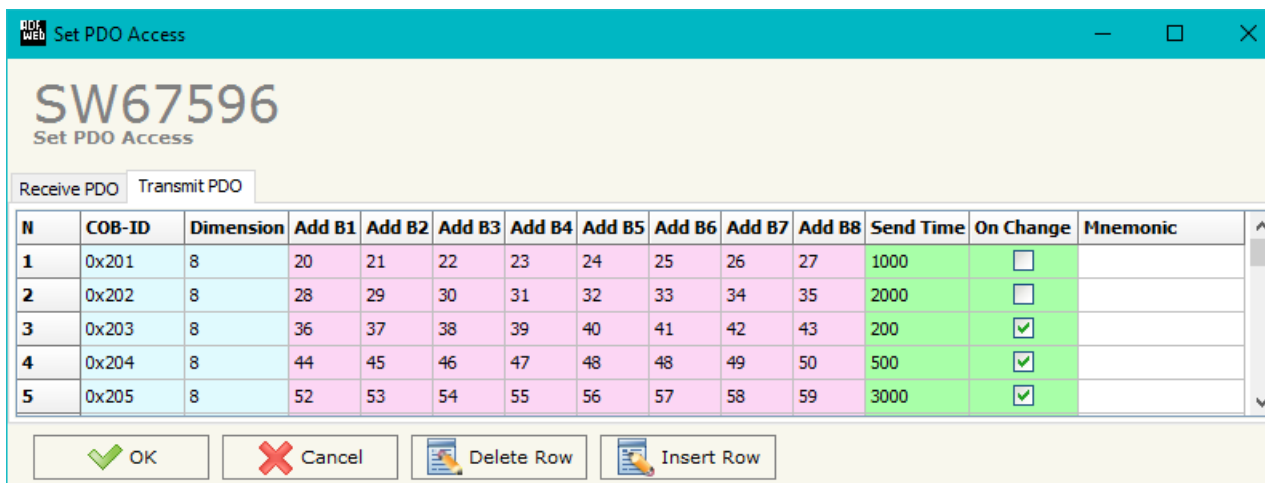 ADF WEB Set PDO Access
SW67596
Set PDO Access
Receive PDO Transmit PDO
N COB-ID Dimension Add B1 Add B2 Add B3 Add B4 Add B5 Add B6 Add B7 Add B8 Send Time On Change Mnemonic
1 0x201 8 20 21 22 23 24 25 26 27 1000
2 0x202 8 28 29 30 31 32 33 34 35 2000
3 0x203 8 36 37 38 39 40 41 42 43 200
4 0x204 8 44 45 46 47 48 48 49 50 500
5 0x205 8 52 53 54 55 56 57 58 59 3000
OK Cancel Delete Row Insert Row